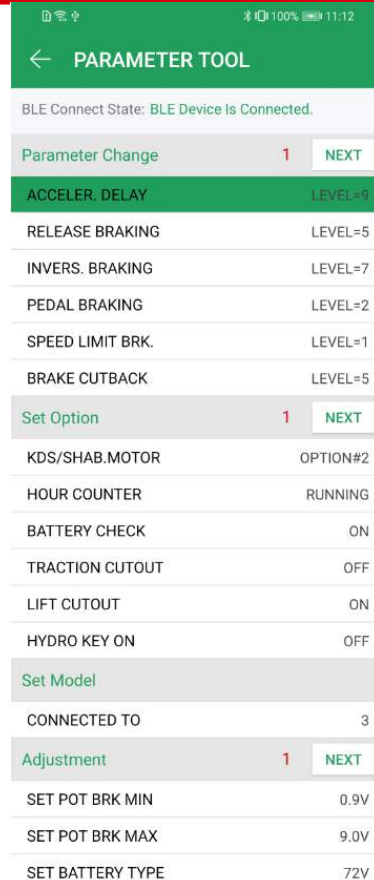 100% 11:12
← PARAMETER TOOL
BLE Connect State: BLE Device Is Connected.
Parameter Change 1 NEXT
ACCELER. DELAY LEVEL=9
RELEASE BRAKING LEVEL=5
INVERS. BRAKING LEVEL=7
PEDAL BRAKING LEVEL=2
SPEED LIMIT BRK. LEVEL=1
BRAKE CUTBACK LEVEL=5
Set Option 1 NEXT
KDS/SHAB.MOTOR OPTION#2
HOUR COUNTER RUNNING
BATTERY CHECK ON
TRACTION CUTOUT OFF
LIFT CUTOUT ON
HYDRO KEY ON OFF
Set Model
CONNECTED TO 3
Adjustment 1 NEXT
SET POT BRK MIN 0.9V
SET POT BRK MAX 9.0V
SET BATTERY TYPE 72V